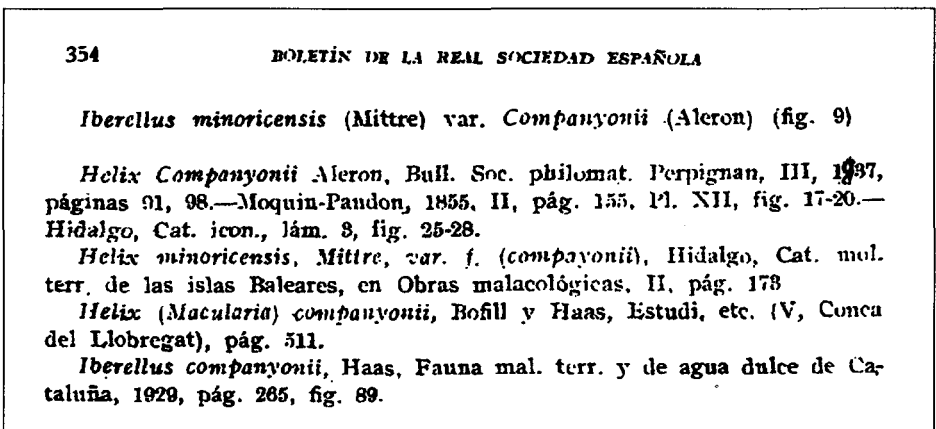 354 BOLETÍN DE LA REAL SOCIEDAD ESPAÑOLA
Iberellus minoricensis (Mittre) var. Companyonii (Aleron) (fig. 9)
Helix Companyonii Aleron, Bull. Soc. philomat. Perpignan, III, 1837,
páginas 91, 98.—Moquin-Pandon, 1855, II, pág. 155, Pl. XII, fig. 17-20.—
Hidalgo, Cat. icon., lám. 3, fig. 25-28.
Helix minoricensis, Mittre, var. f. (companyonii), Hidalgo, Cat. mol.
terr. de las islas Baleares, en Obras malacológicas, II, pág. 173
Helix (Macularia) companyonii, Bofill y Haas, Estudi, etc. (V, Conca
del Llobregat), pág. 511.
Iberellus companyonii, Haas, Fauna mal. terr. y de agua dulce de Ca-
taluña, 1929, pág. 265, fig. 89.